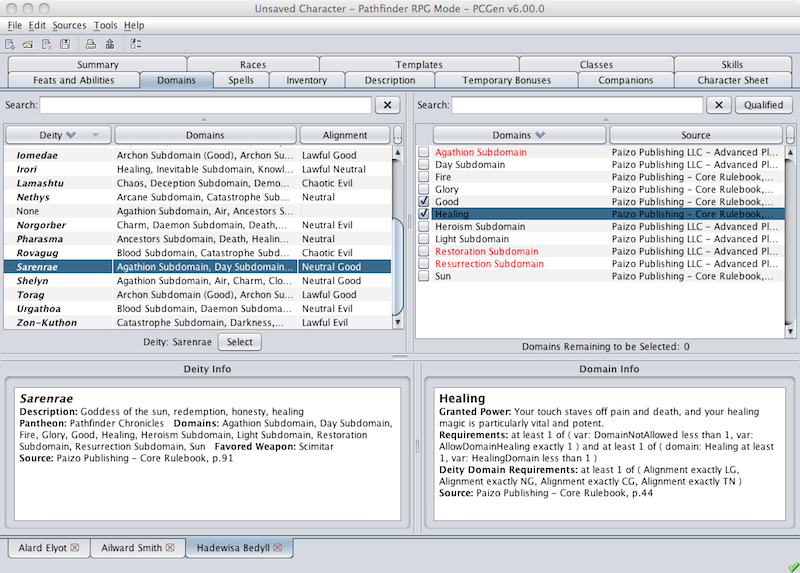 Unsaved Character – Pathfinder RPG Mode – PCGen v6.00.0
File Edit Sources Tools Help
Summary Races Templates Classes Skills
Feats and Abilities Domains Spells Inventory Description Temporary Bonuses Companions Character Sheet
Search:
Deity Domains Alignment ...
Iomedae Archon Subdomain (Good), Archon Su... Lawful Good
Irori Healing, Inevitable Subdomain, Knowl... Lawful Neutral
Lamashtu Chaos, Deception Subdomain, Demo... Chaotic Evil
Nethys Arcane Subdomain, Catastrophe Sub... Neutral
None Agathion Subdomain, Air, Ancestors S...
Norgorber Charm, Daemon Subdomain, Death,... Neutral Evil
Pharasma Ancestors Subdomain, Death, Healin... Neutral
Rovagug Blood Subdomain, Catastrophe Subd... Chaotic Evil
Sarenrae Agathion Subdomain, Day Subdomain... Neutral Good
Shelyn Agathion Subdomain, Air, Charm, Clo... Neutral Good
Torag Archon Subdomain (Good), Archon Su... Lawful Good
Urgathoa Blood Subdomain, Daemon Subdoma... Neutral Evil
Zon-Kuthon Catastrophe Subdomain, Darkness,... Lawful Evil
Deity: Sarenrae Select
Search: Qualified
Domains Source ...
Agathion Subdomain Paizo Publishing LLC – Advanced Pl...
Day Subdomain Paizo Publishing LLC – Advanced Pl...
Fire Paizo Publishing – Core Rulebook,...
Glory Paizo Publishing – Core Rulebook,...
Good Paizo Publishing – Core Rulebook,...
Healing Paizo Publishing – Core Rulebook,...
Heroism Subdomain Paizo Publishing LLC – Advanced Pl...
Light Subdomain Paizo Publishing LLC – Advanced Pl...
Restoration Subdomain Paizo Publishing LLC – Advanced Pl...
Resurrection Subdomain Paizo Publishing LLC – Advanced Pl...
Sun Paizo Publishing – Core Rulebook,...
Domains Remaining to be Selected: 0
Deity Info
Sarenrae
Description: Goddess of the sun, redemption, honesty, healing
Pantheon: Pathfinder Chronicles Domains: Agathion Subdomain, Day Subdomain,
Fire, Glory, Good, Healing, Heroism Subdomain, Light Subdomain, Restoration
Subdomain, Resurrection Subdomain, Sun Favored Weapon: Scimitar
Source: Paizo Publishing - Core Rulebook, p.91
Domain Info
Healing
Granted Power: Your touch staves off pain and death, and your healing
magic is particularly vital and potent.
Requirements: at least 1 of ( var: DomainNotAllowed less than 1, var:
AllowDomainHealing exactly 1 ) and at least 1 of ( domain: Healing at least
1, var: HealingDomain less than 1 )
Deity Domain Requirements: at least 1 of ( Alignment exactly LG,
Alignment exactly NG, Alignment exactly CG, Alignment exactly TN )
Source: Paizo Publishing - Core Rulebook, p.44
Alard Elyot Ailward Smith Hadewisa Bedyll